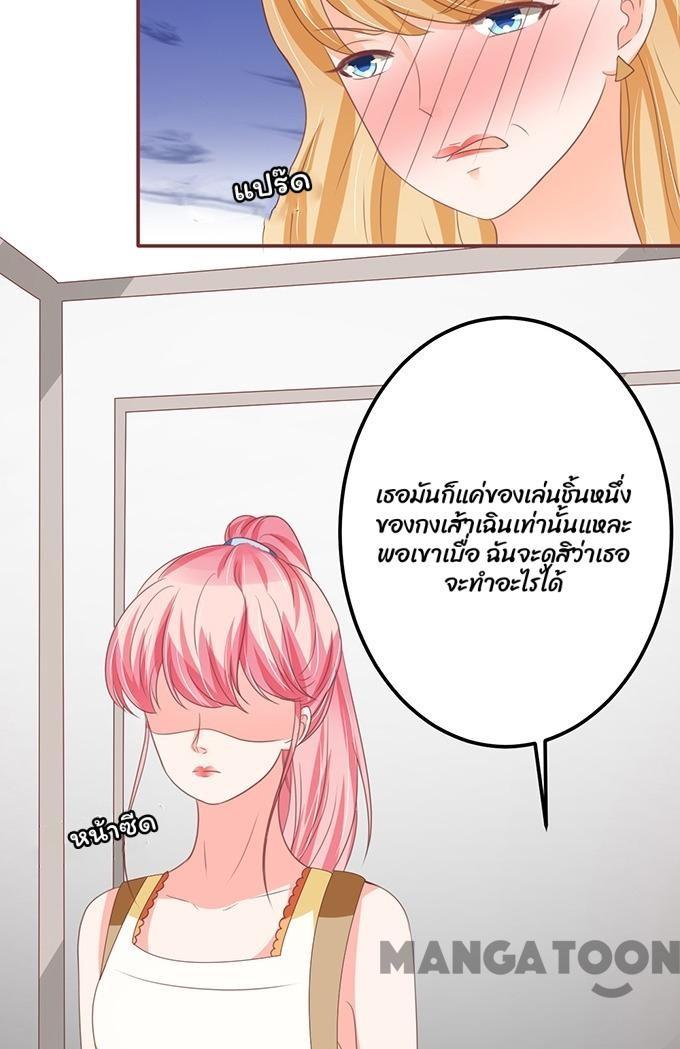 แปร๊ด
เธอมันก็แค่ของเล่นชิ้นหนึ่ง
ของกงเส้าเฉินเท่านั้นแหละ
พอเขาเบื่อ ฉันจะดูสิว่าเธอ
จะทำอะไรได้
หน้าซีด
MANGATOON